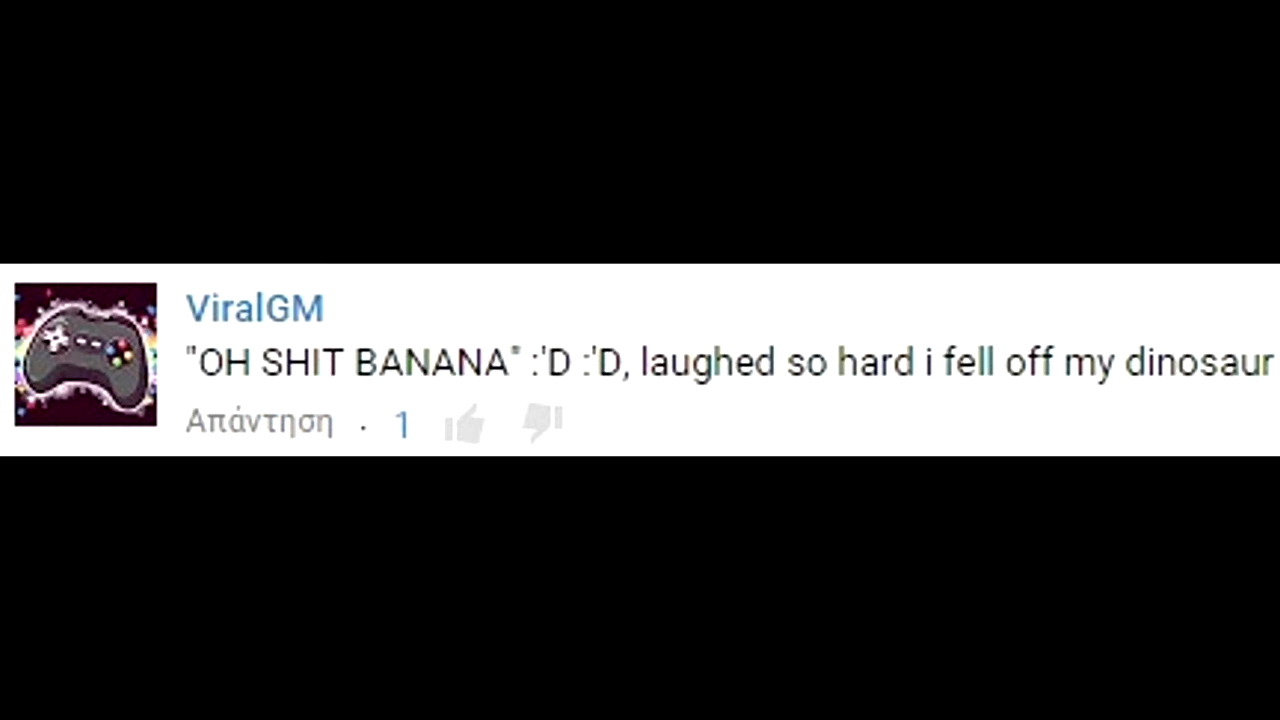 ViralGM
"OH SHIT BANANA" :'D :'D, laughed so hard i fell off my dinosaur
Απάντηση · 1